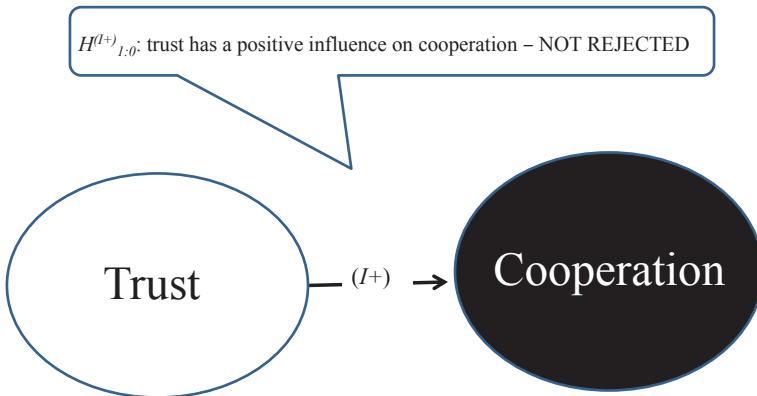 H(I+)1:0: trust has a positive influence on cooperation – NOT REJECTED
Trust
(I+)
Cooperation